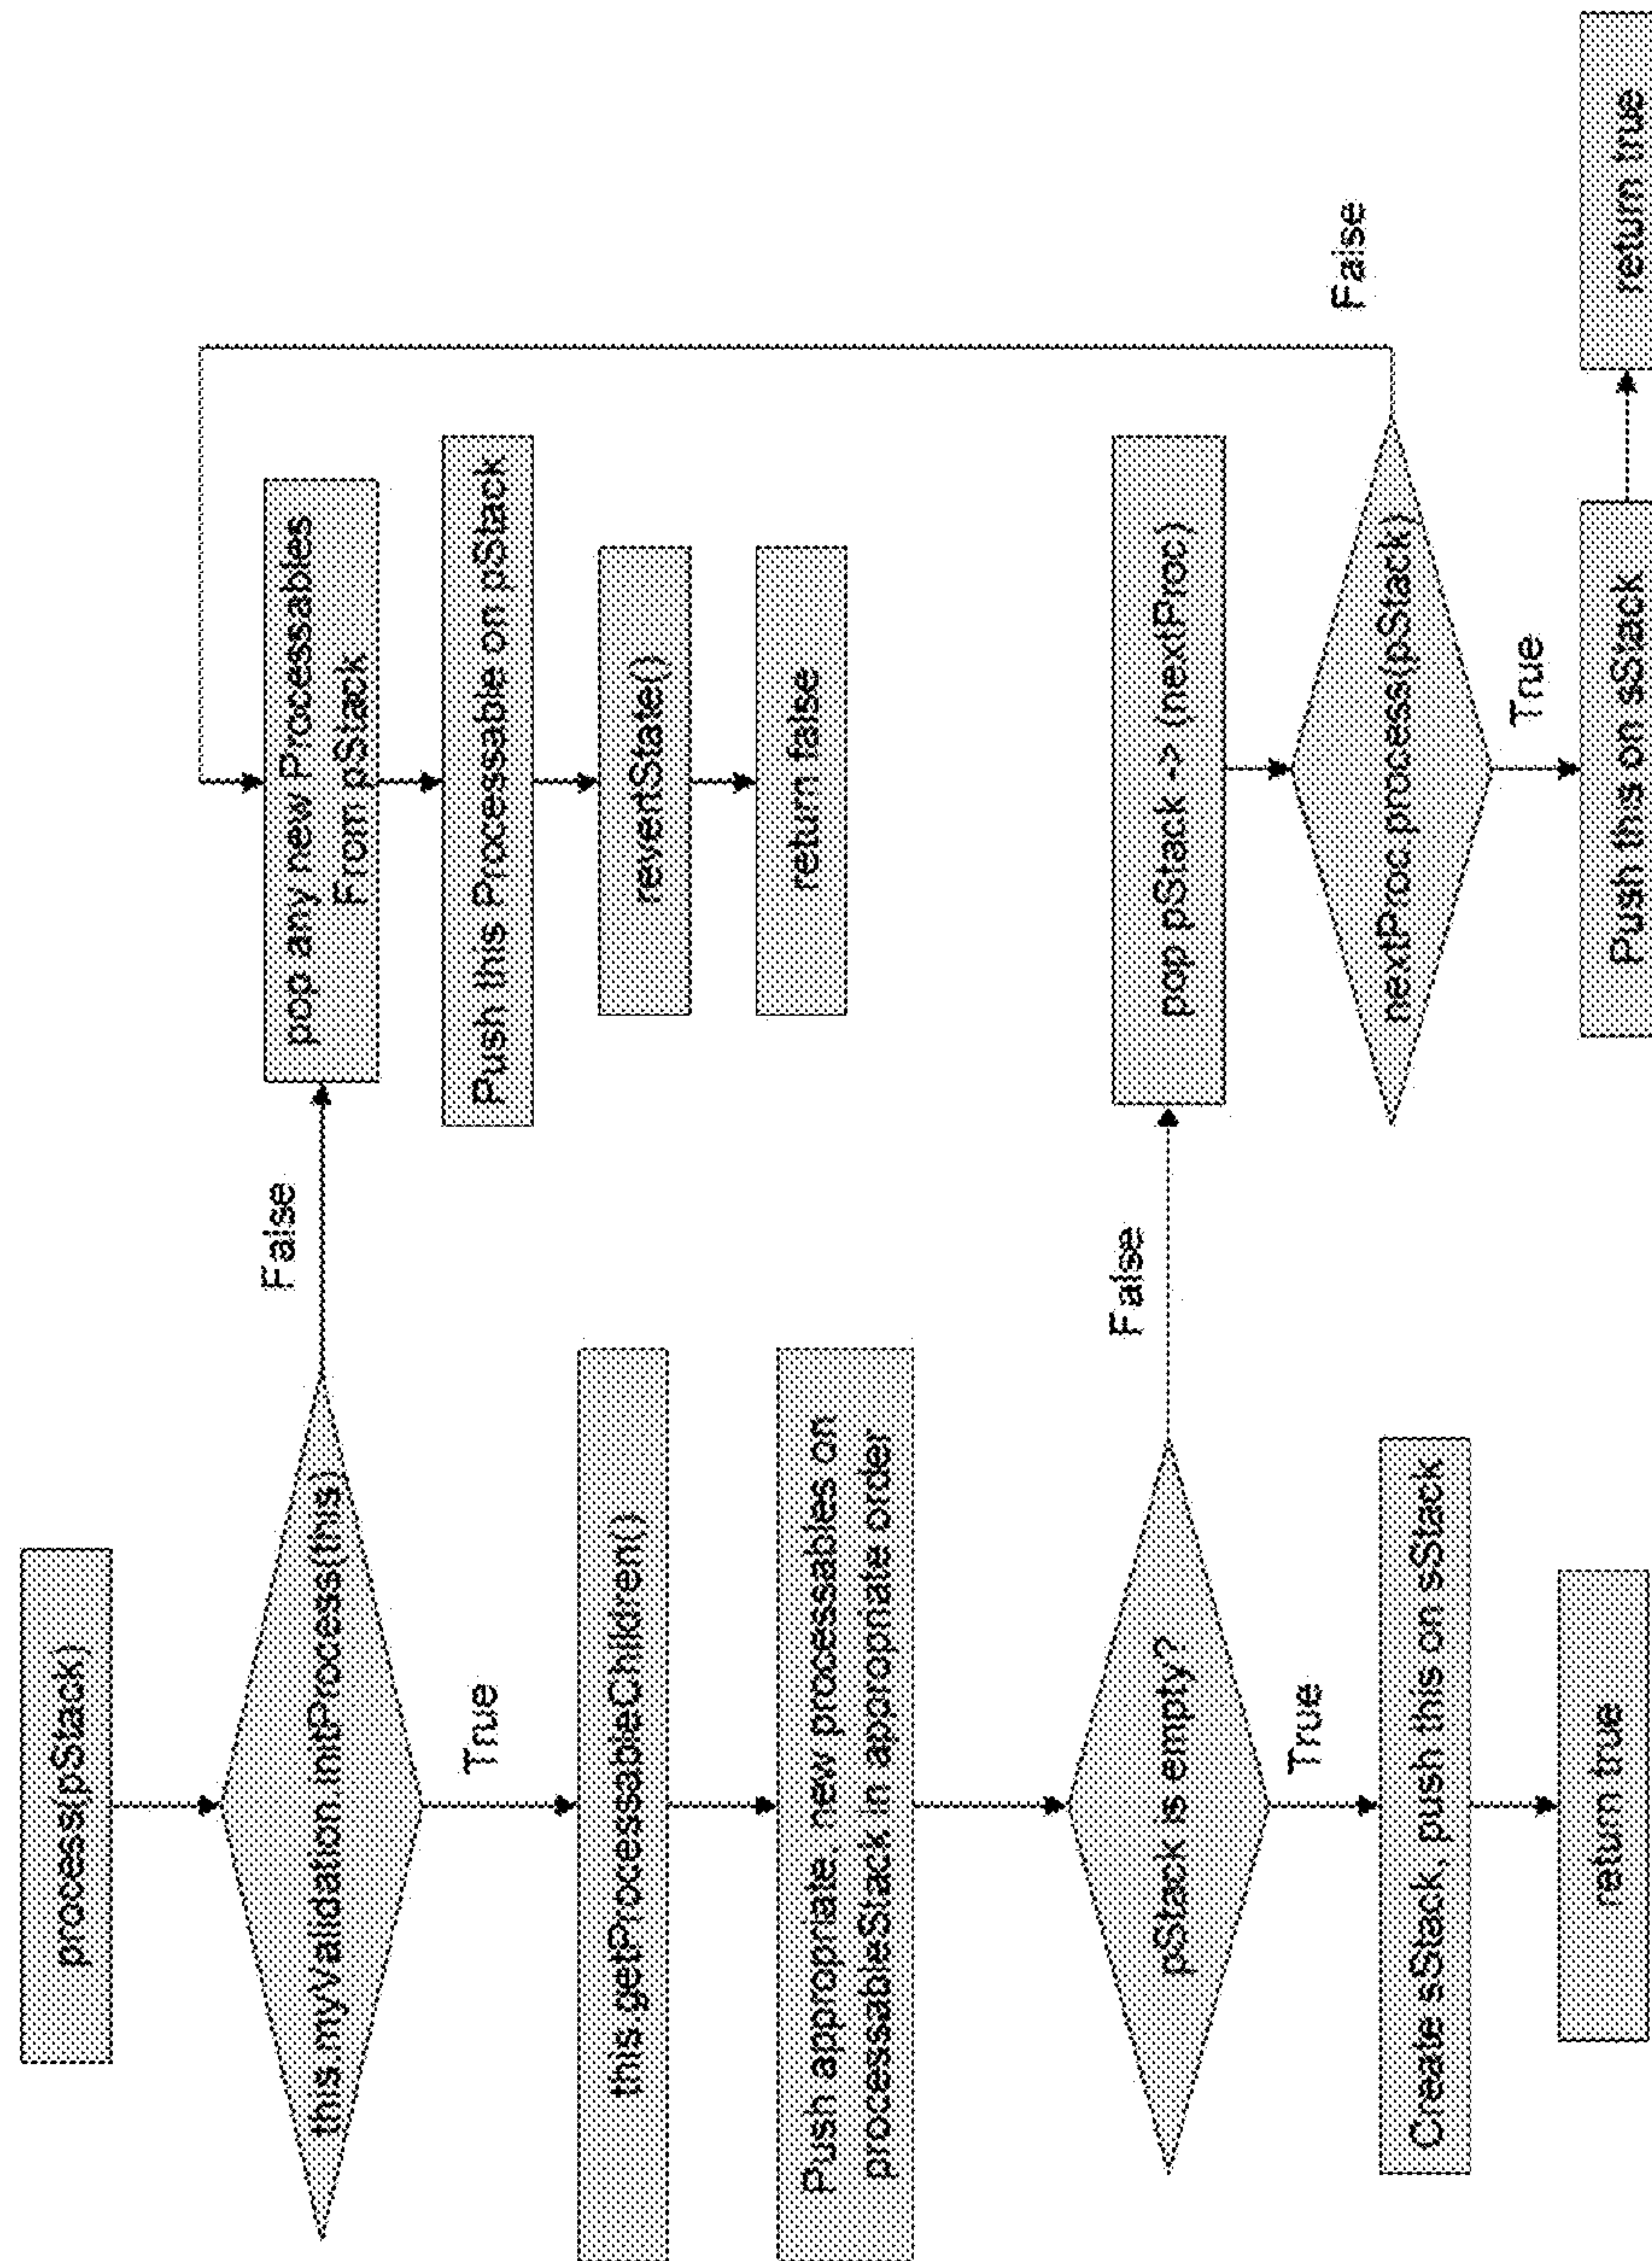 process(pStack)
this.myValidation.initProcess(this)
False
True
this.getProcessableChildren()
Push appropriate, new processables on
processableStack in appropriate order
pStack is empty?
False
True
Create sStack, push this on sStack
return true
pop any new Processables
From pStack
Push this Processable on pStack
revertState()
return false
pop pStack -> (nextProc)
nextProc.process(pStack)
False
True
Push this on sStack
return true